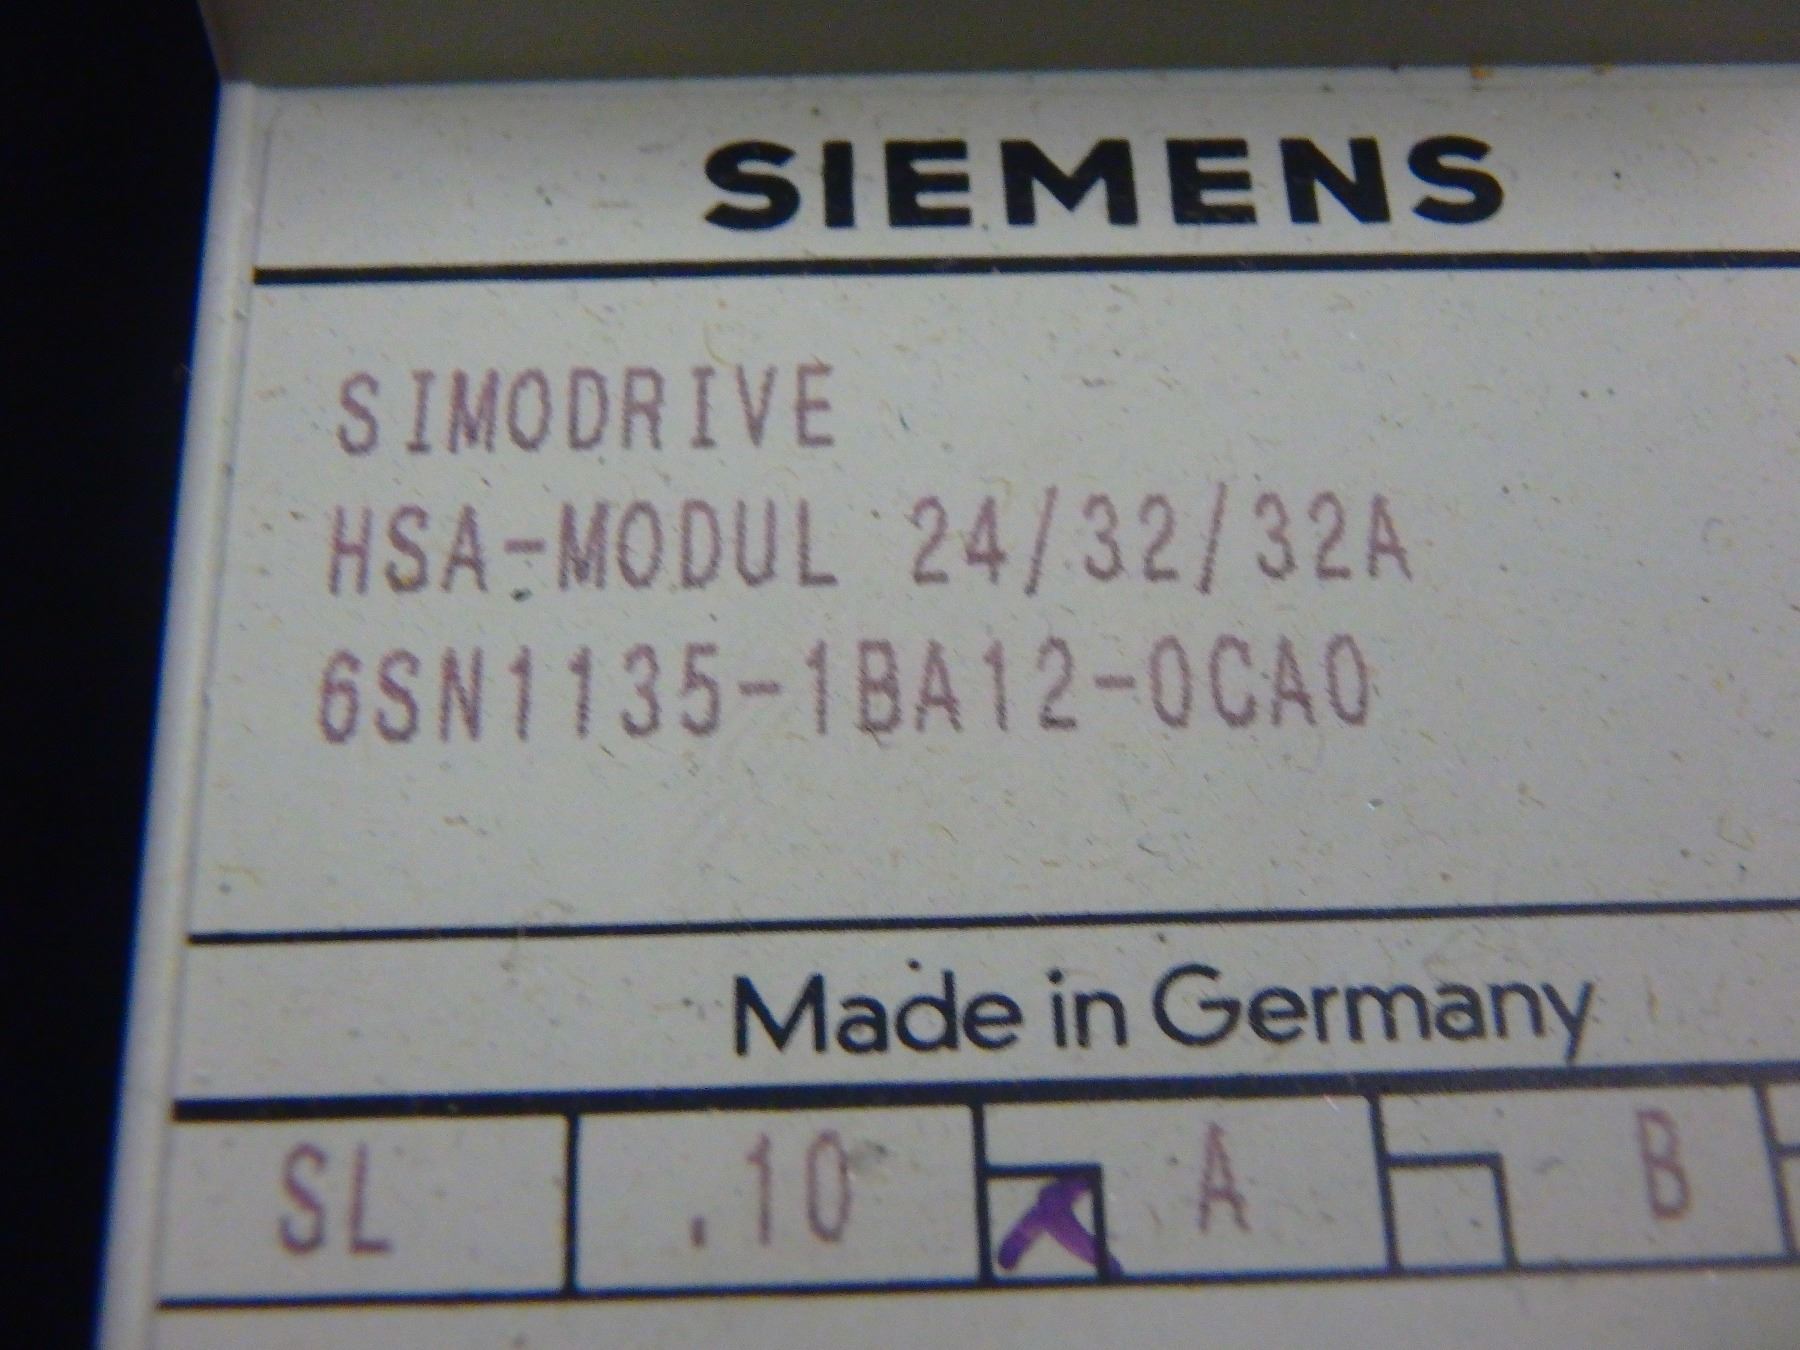 SIEMENS
SIMODRIVE
HSA-MODUL 24/32/32A
6SN1135-1BA12-0CA0
Made in Germany
SL .10 A B